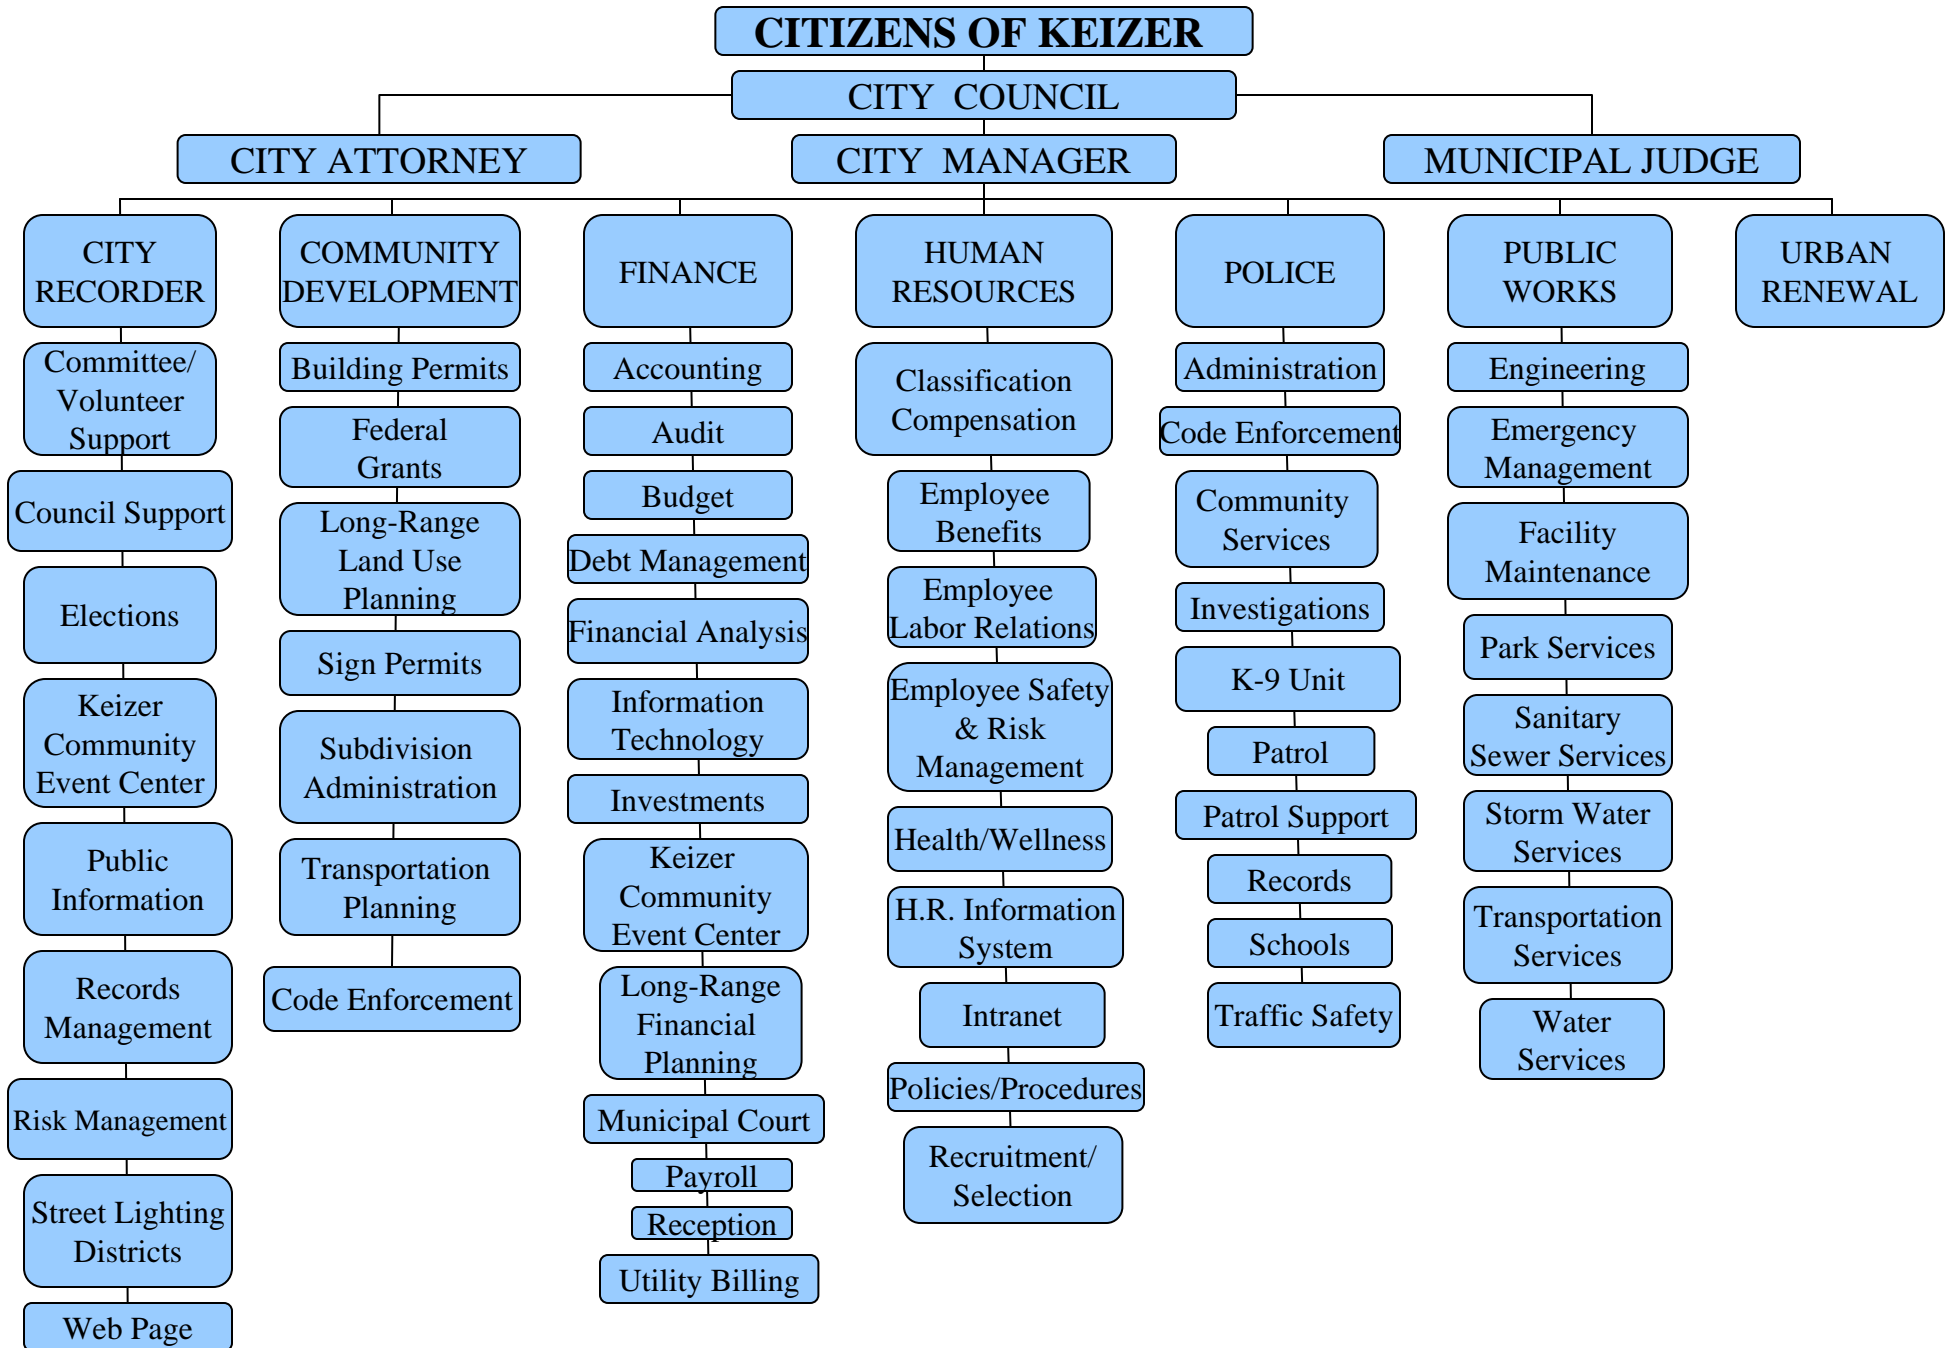 CITIZENS OF KEIZER
CITY COUNCIL
CITY ATTORNEY
CITY MANAGER
MUNICIPAL JUDGE
CITY
RECORDER
Committee/
Volunteer
Support
Council Support
Elections
Keizer
Community
Event Center
Public
Information
Records
Management
Risk Management
Street Lighting
Districts
Web Page
COMMUNITY
DEVELOPMENT
Building Permits
Federal
Grants
Long-Range
Land Use
Planning
Sign Permits
Subdivision
Administration
Transportation
Planning
Code Enforcement
FINANCE
Accounting
Audit
Budget
Debt Management
Financial Analysis
Information
Technology
Investments
Keizer
Community
Event Center
Long-Range
Financial
Planning
Municipal Court
Payroll
Reception
Utility Billing
HUMAN
RESOURCES
Classification
Compensation
Employee
Benefits
Employee
Labor Relations
Employee Safety
& Risk
Management
Health/Wellness
H.R. Information
System
Intranet
Policies/Procedures
Recruitment/
Selection
POLICE
Administration
Code Enforcement
Community
Services
Investigations
K-9 Unit
Patrol
Patrol Support
Records
Schools
Traffic Safety
PUBLIC
WORKS
Engineering
Emergency
Management
Facility
Maintenance
Park Services
Sanitary
Sewer Services
Storm Water
Services
Transportation
Services
Water
Services
URBAN
RENEWAL